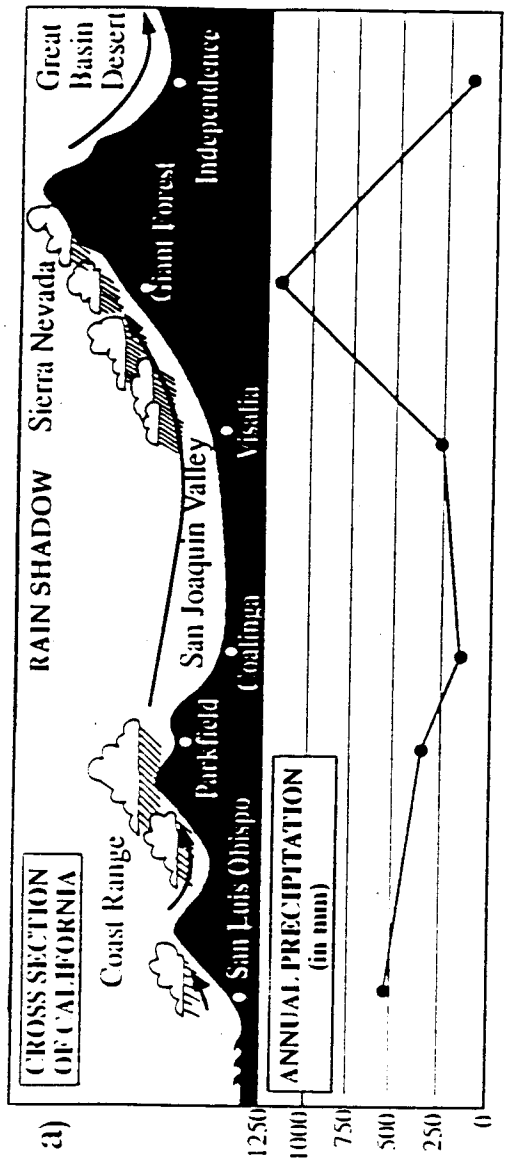 a)
CROSS SECTION
OF CALIFORNIA
RAIN SHADOW
Coast Range
Sierra Nevada
Great
Basin
Desert
San Joaquin Valley
San Luis Obispo
Parkfield
Coalinga
Visalia
Giant Forest
Independence
ANNUAL PRECIPITATION
(in mm)
1250
1000
750
500
250
0